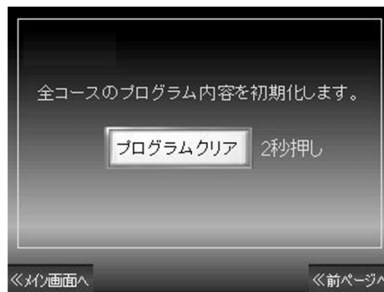 全コースのプログラム内容を初期化します。
プログラムクリア 2秒押し
≪メイン画面へ ≪前ページへ